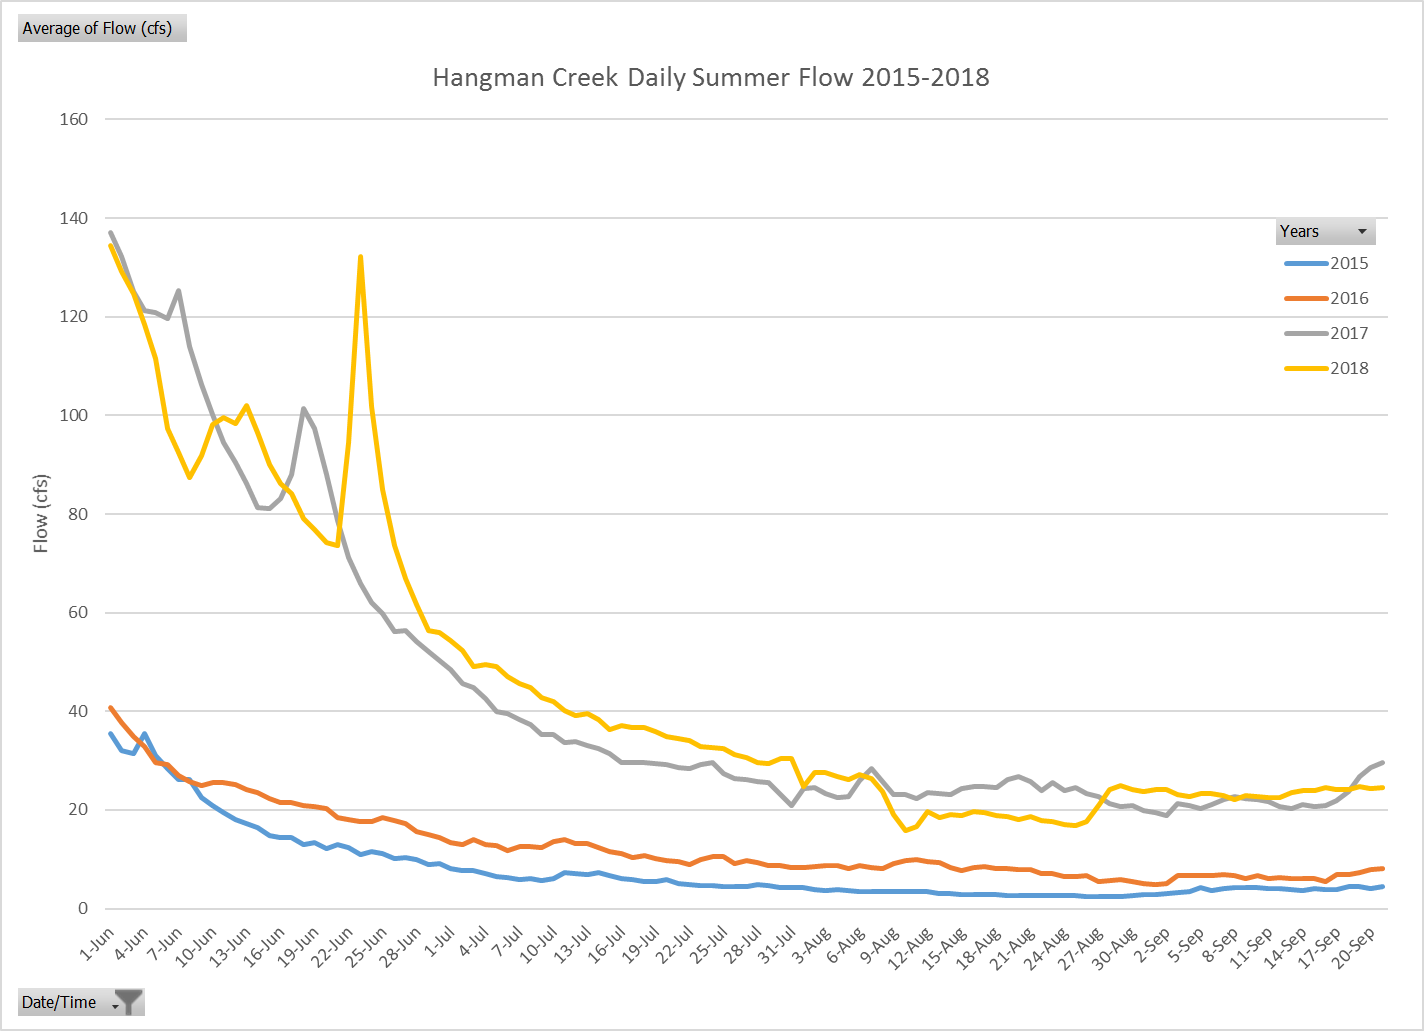 Average of Flow (cfs)
Hangman Creek Daily Summer Flow 2015-2018
160
140
120
100
80
60
40
20
0
Flow (cfs)
Years
2015
2016
2017
2018
1-Jun
4-Jun
7-Jun
10-Jun
13-Jun
16-Jun
19-Jun
22-Jun
25-Jun
28-Jun
1-Jul
4-Jul
7-Jul
10-Jul
13-Jul
16-Jul
19-Jul
22-Jul
25-Jul
28-Jul
31-Jul
3-Aug
6-Aug
9-Aug
12-Aug
15-Aug
18-Aug
21-Aug
24-Aug
27-Aug
30-Aug
2-Sep
5-Sep
8-Sep
11-Sep
14-Sep
17-Sep
20-Sep
Date/Time